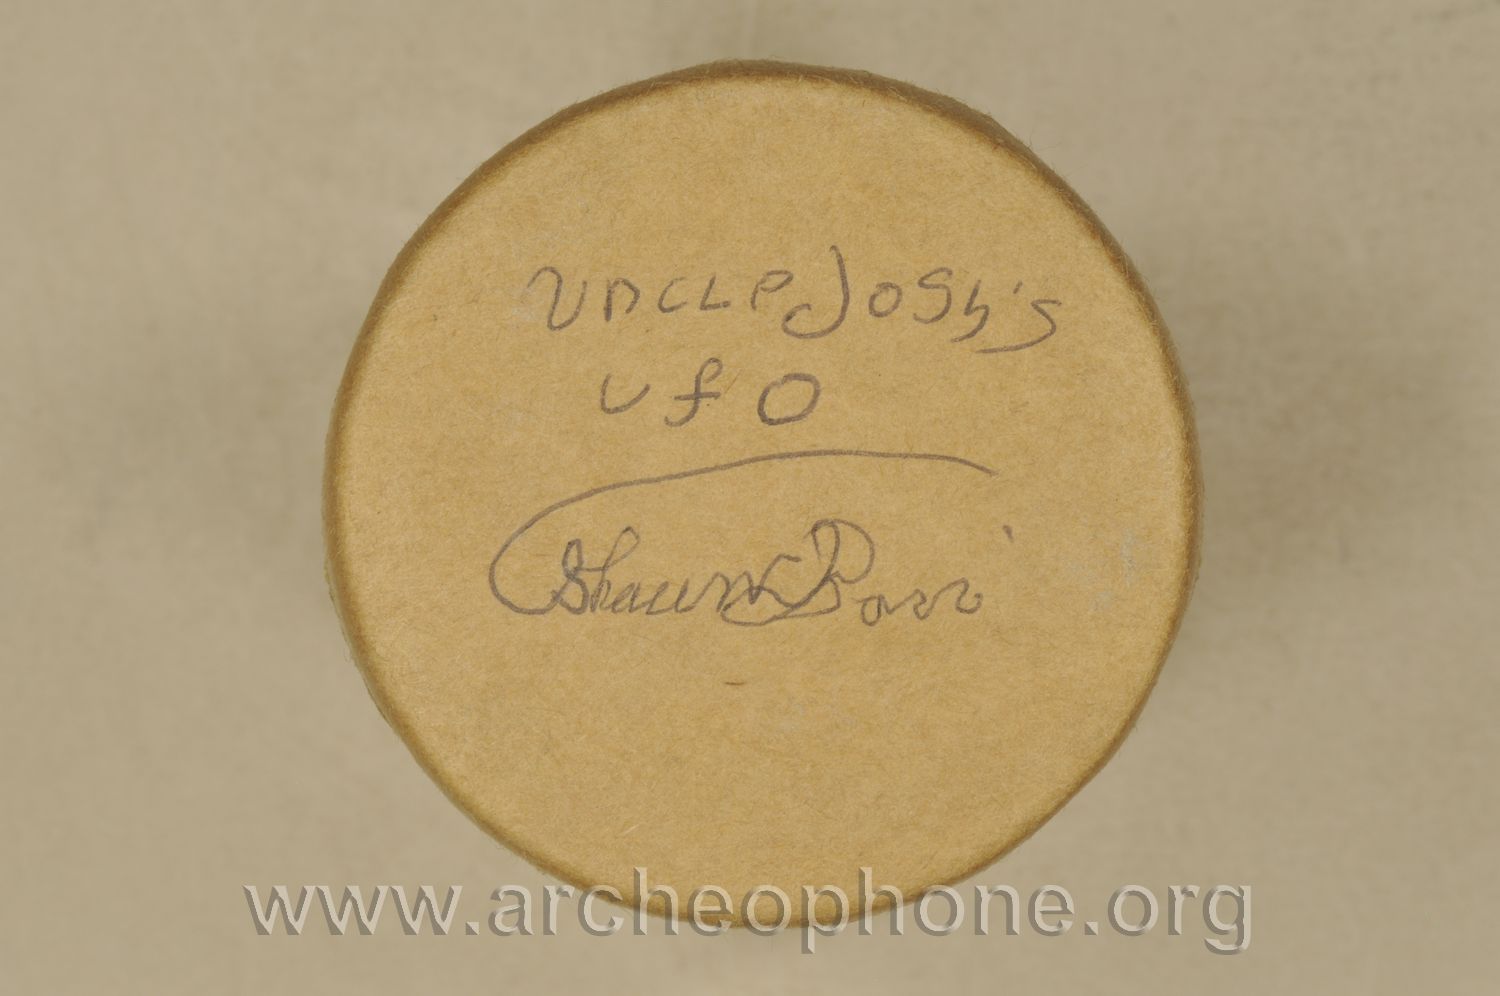 UNCLE JOSh's
UfO
Shawn Borri
www.archeophone.org